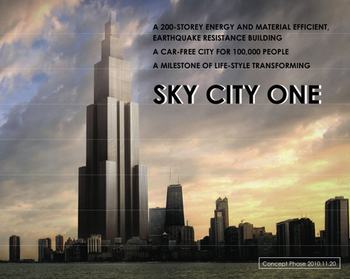 A 200-STOREY ENERGY AND MATERIAL EFFICIENT,
EARTHQUAKE RESISTANCE BUILDING
A CAR-FREE CITY FOR 100,000 PEOPLE
A MILESTONE OF LIFE-STYLE TRANSFORMING
SKY CITY ONE
Concept Phase 2010.11.20